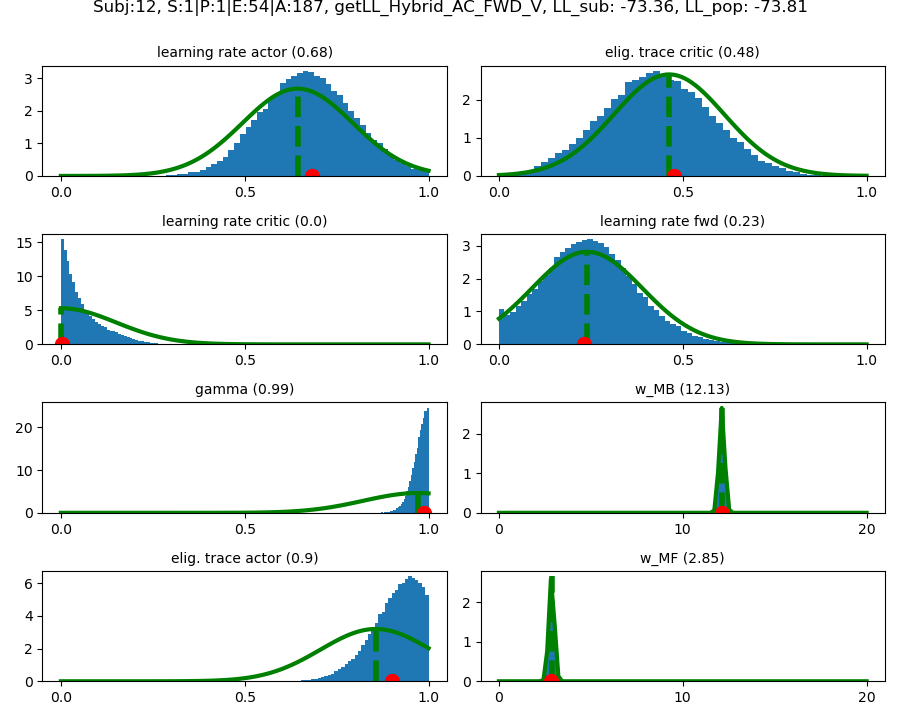 Subj:12, S:1|P:1|E:54|A:187, getLL_Hybrid_AC_FWD_V, LL_sub: -73.36, LL_pop: -73.81
learning rate actor (0.68)
3
2
1
0
0.0 0.5 1.0
elig. trace critic (0.48)
2
1
0
0.0 0.5 1.0
learning rate critic (0.0)
15
10
5
0
0.0 0.5 1.0
learning rate fwd (0.23)
3
2
1
0
0.0 0.5 1.0
gamma (0.99)
20
10
0
0.0 0.5 1.0
w_MB (12.13)
2
1
0
0 10 20
elig. trace actor (0.9)
6
4
2
0
0.0 0.5 1.0
w_MF (2.85)
2
1
0
0 10 20